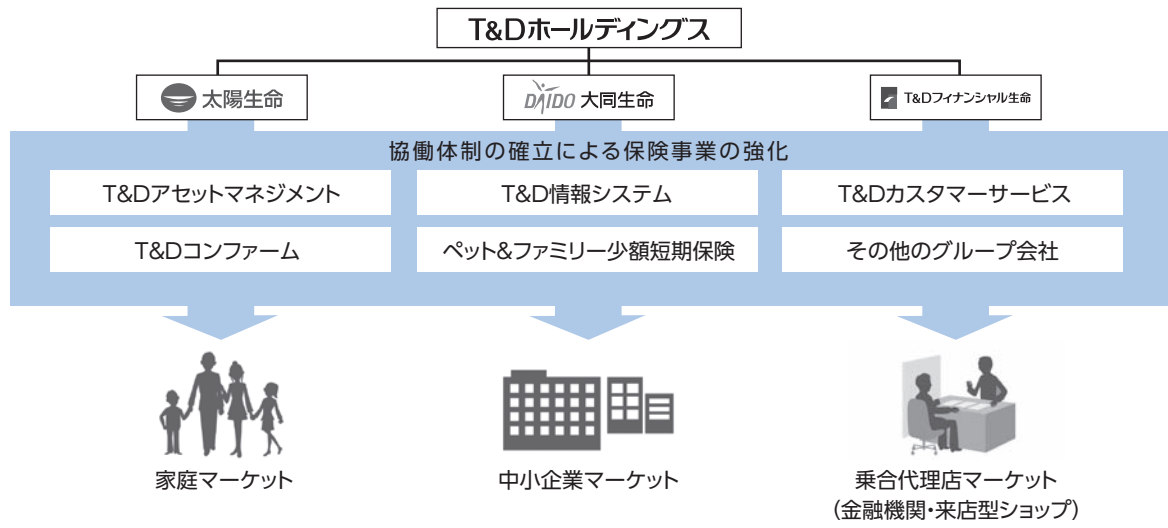 T&Dホールディングス
太陽生命
DAIDO 大同生命
T&Dフィナンシャル生命
協働体制の確立による保険事業の強化
T&Dアセットマネジメント
T&D情報システム
T&Dカスタマーサービス
T&Dコンファーム
ペット&ファミリー少額短期保険
その他のグループ会社
家庭マーケット
中小企業マーケット
乗合代理店マーケット
(金融機関・来店型ショップ)